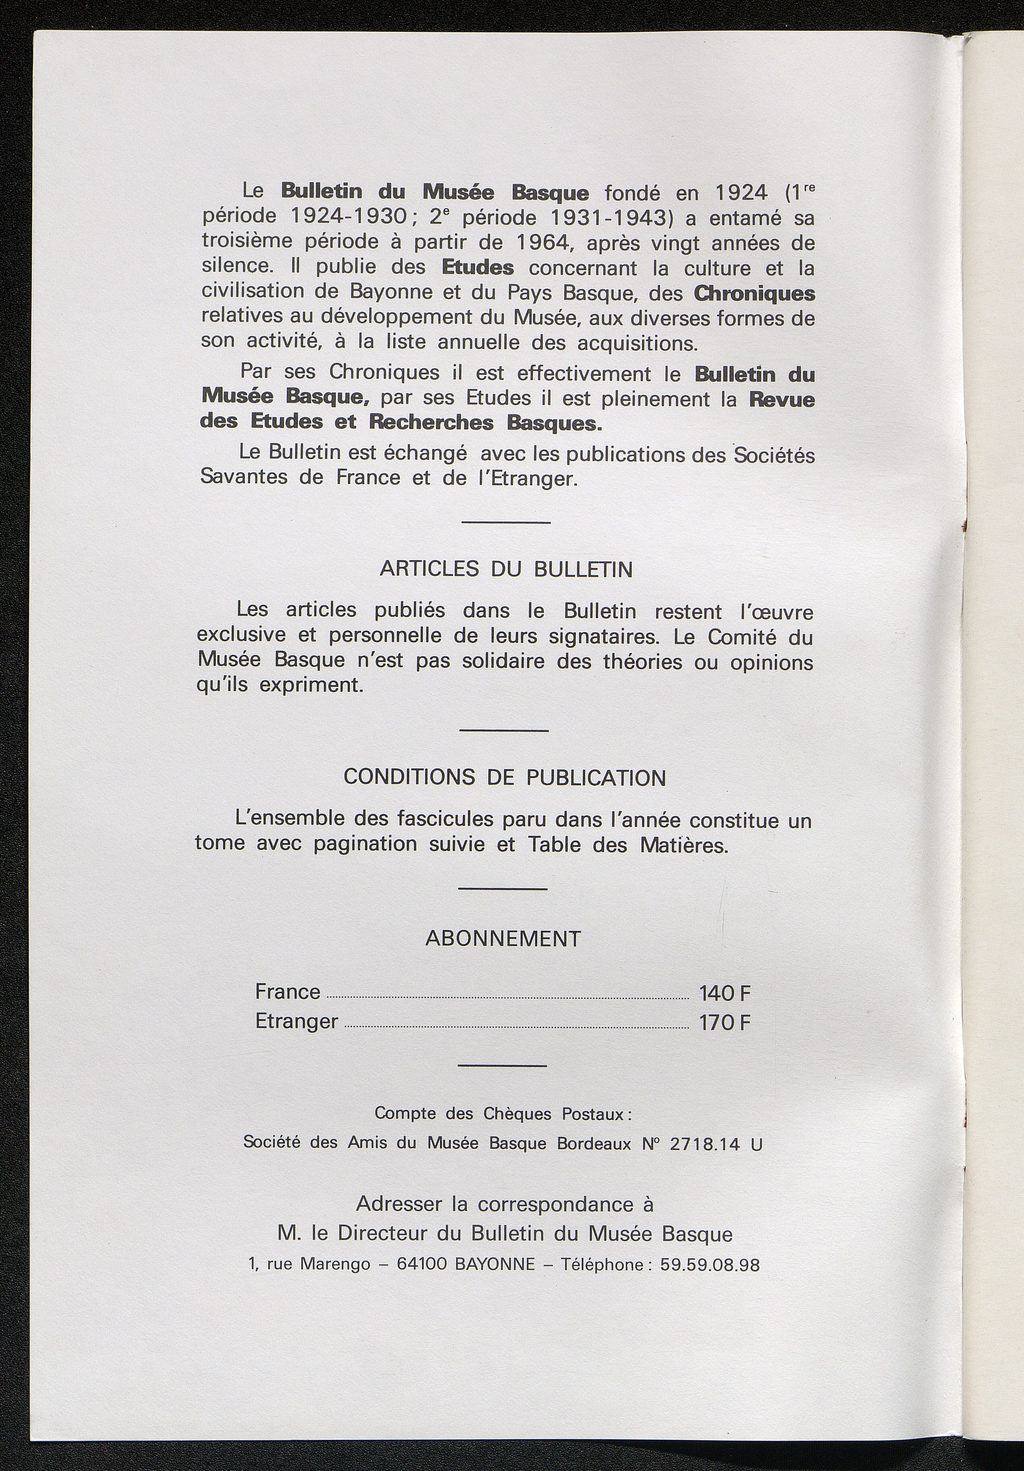 Le Bulletin du Musée Basque fondé en 1924 (1re
période 1924-1930; 2e période 1931-1943) a entamé sa
troisième période à partir de 1964, après vingt années de
silence. Il publie des Etudes concernant la culture et la
civilisation de Bayonne et du Pays Basque, des Chroniques
relatives au développement du Musée, aux diverses formes de
son activité, à la liste annuelle des acquisitions.
Par ses Chroniques il est effectivement le Bulletin du
Musée Basque, par ses Etudes il est pleinement la Revue
des Etudes et Recherches Basques.
Le Bulletin est échangé avec les publications des Sociétés
Savantes de France et de l'Etranger.
ARTICLES DU BULLETIN
Les articles publiés dans le Bulletin restent l'œuvre
exclusive et personnelle de leurs signataires. Le Comité du
Musée Basque n'est pas solidaire des théories ou opinions
qu'ils expriment.
CONDITIONS DE PUBLICATION
L'ensemble des fascicules paru dans l'année constitue un
tome avec pagination suivie et Table des Matières.
ABONNEMENT
France ........ 140 F
Etranger ........ 170 F
Compte des Chèques Postaux :
Société des Amis du Musée Basque Bordeaux N° 2718.14 U
Adresser la correspondance à
M. le Directeur du Bulletin du Musée Basque
1, rue Marengo – 64100 BAYONNE – Téléphone : 59.59.08.98